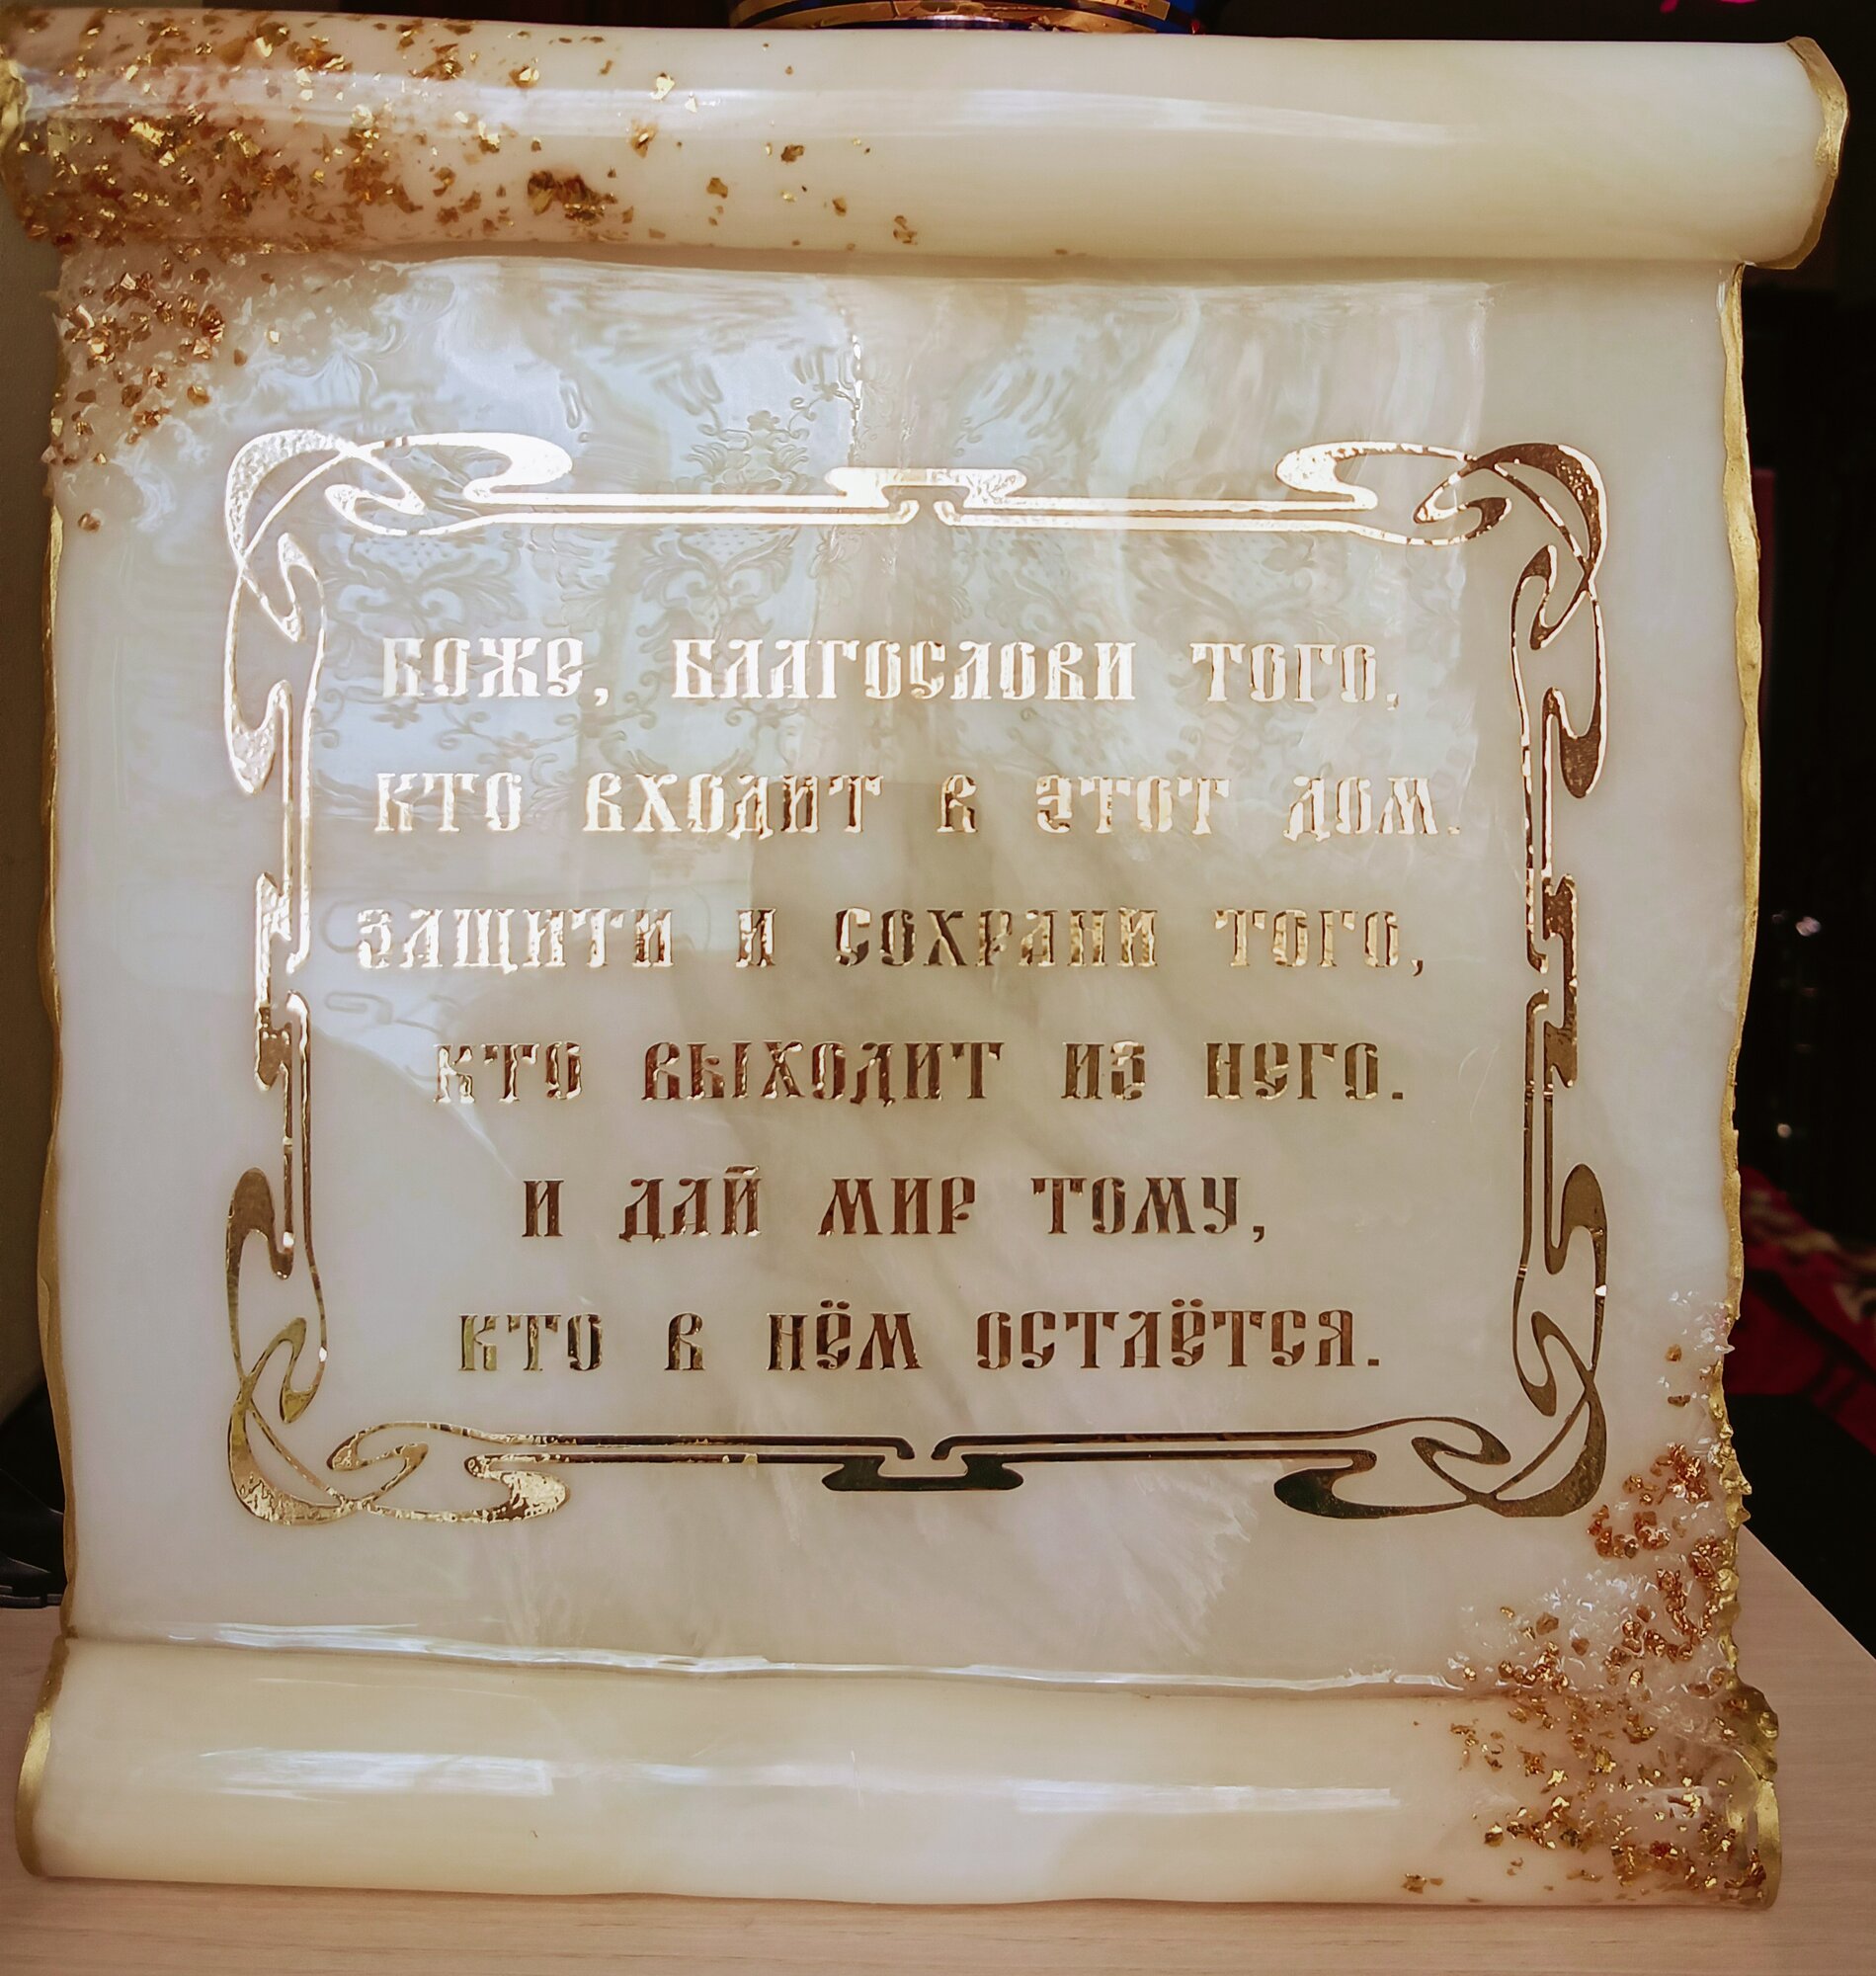 БОЖЕ, БЛАГОСЛОВИ ТОГО,
КТО ВХОДИТ В ЭТОТ ДОМ.
ЗАЩИТИ И СОХРАНИ ТОГО,
КТО ВЫХОДИТ ИЗ НЕГО.
И ДАЙ МИР ТОМУ,
КТО В НЁМ ОСТАЁТСЯ.